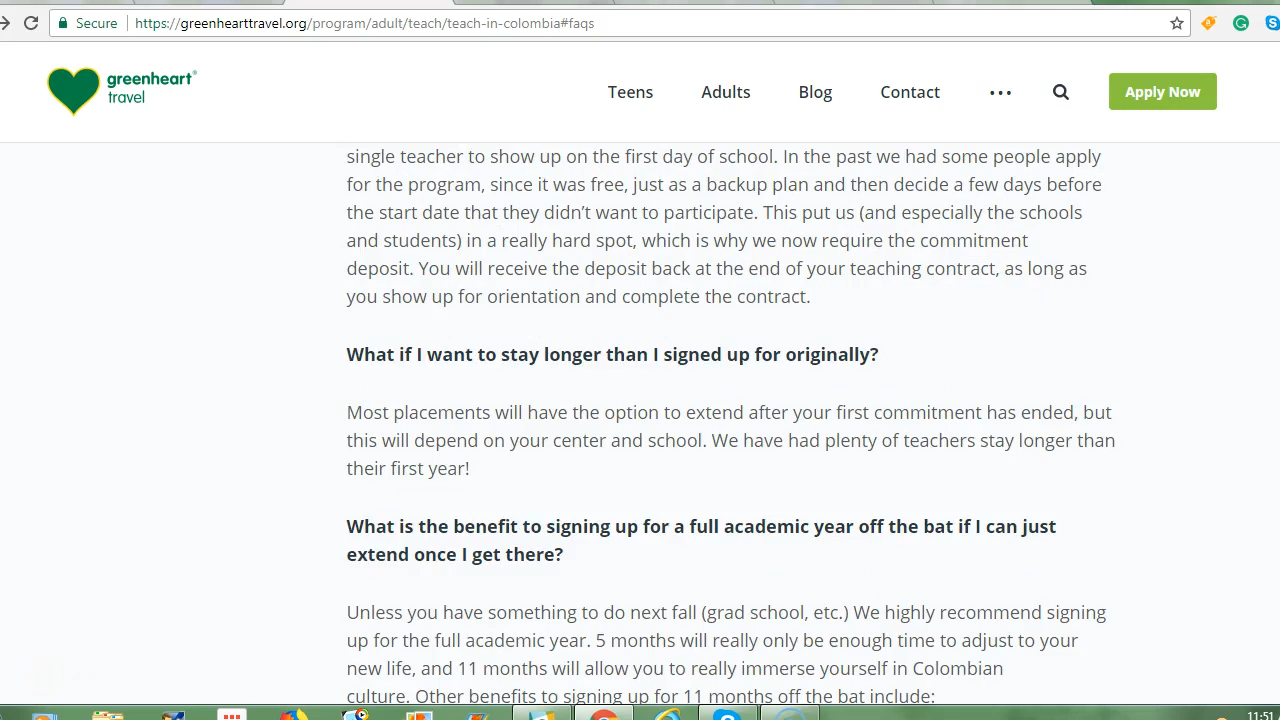 Secure https://greenhearttravel.org/program/adult/teach/teach-in-colombia#faqs
greenheart®
travel
Teens Adults Blog Contact ••• Apply Now
single teacher to show up on the first day of school. In the past we had some people apply
for the program, since it was free, just as a backup plan and then decide a few days before
the start date that they didn’t want to participate. This put us (and especially the schools
and students) in a really hard spot, which is why we now require the commitment
deposit. You will receive the deposit back at the end of your teaching contract, as long as
you show up for orientation and complete the contract.
What if I want to stay longer than I signed up for originally?
Most placements will have the option to extend after your first commitment has ended, but
this will depend on your center and school. We have had plenty of teachers stay longer than
their first year!
What is the benefit to signing up for a full academic year off the bat if I can just
extend once I get there?
Unless you have something to do next fall (grad school, etc.) We highly recommend signing
up for the full academic year. 5 months will really only be enough time to adjust to your
new life, and 11 months will allow you to really immerse yourself in Colombian
culture. Other benefits to signing up for 11 months off the bat include:
11:51